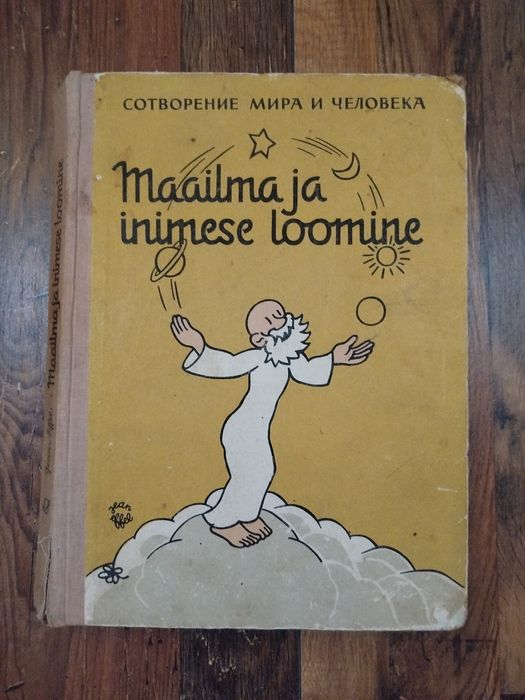 СОТВОРЕНИЕ МИРА И ЧЕЛОВЕКА
Maailma ja
inimese loomine
jean
effel
Maailma ja inimese loomine